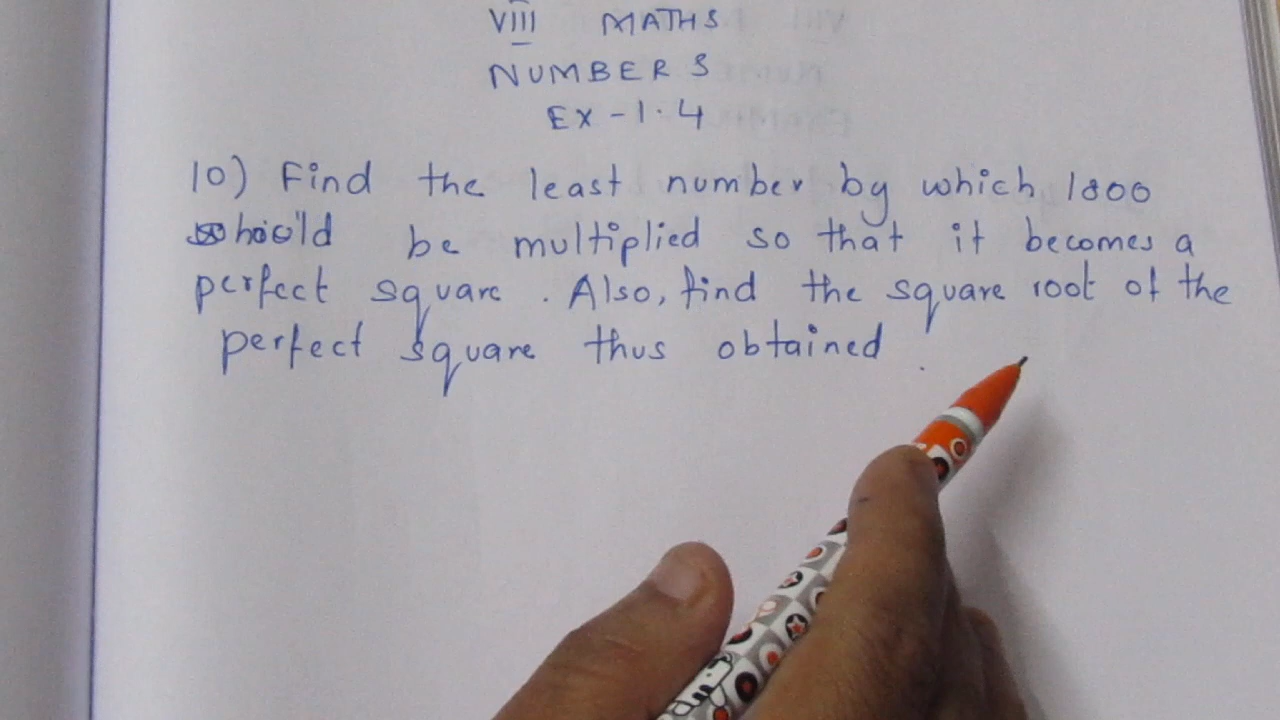 VIII MATHS
NUMBERS
EX-1.4
10) Find the least number by which 1800
should be multiplied so that it becomes a
perfect square. Also, find the square root of the
perfect square thus obtained.